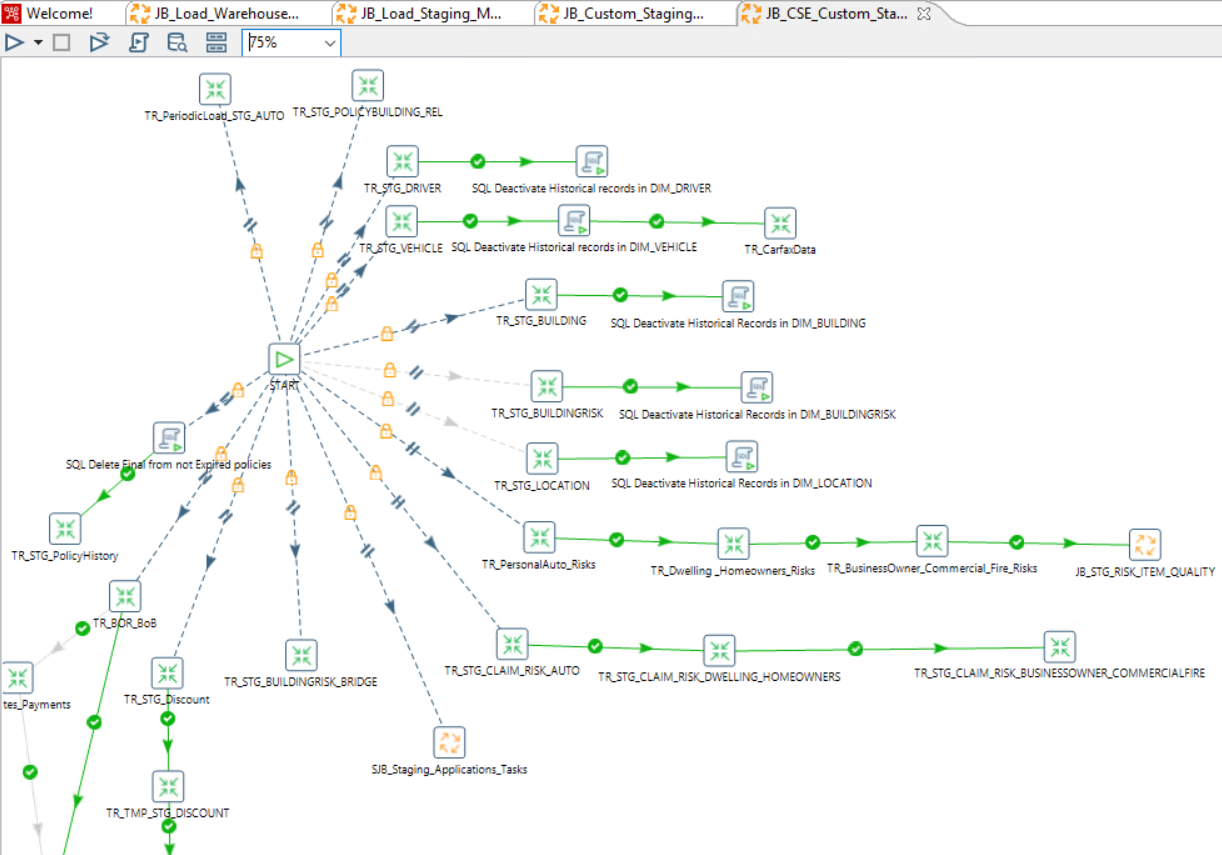 Welcome!
JB_Load_Warehouse...
JB_Load_Staging_M...
JB_Custom_Staging...
JB_CSE_Custom_Sta...
75%
TR_PeriodicLoad_STG_AUTO
TR_STG_POLICYBUILDING_REL
TR_STG_DRIVER
SQL Deactivate Historical records in DIM_DRIVER
TR_STG_VEHICLE
SQL Deactivate Historical records in DIM_VEHICLE
TR_CarfaxData
TR_STG_BUILDING
SQL Deactivate Historical Records in DIM_BUILDING
START
TR_STG_BUILDINGRISK
SQL Deactivate Historical Records in DIM_BUILDINGRISK
SQL Delete Final from not Expired policies
TR_STG_LOCATION
SQL Deactivate Historical Records in DIM_LOCATION
TR_STG_PolicyHistory
TR_PersonalAuto_Risks
TR_Dwelling_Homeowners_Risks
TR_BusinessOwner_Commercial_Fire_Risks
JB_STG_RISK_ITEM_QUALITY
TR_BOR_BoB
TR_STG_CLAIM_RISK_AUTO
TR_STG_CLAIM_RISK_DWELLING_HOMEOWNERS
TR_STG_CLAIM_RISK_BUSINESSOWNER_COMMERCIALFIRE
TR_STG_BUILDINGRISK_BRIDGE
tes_Payments
TR_STG_Discount
SJB_Staging_Applications_Tasks
TR_TMP_STG_DISCOUNT